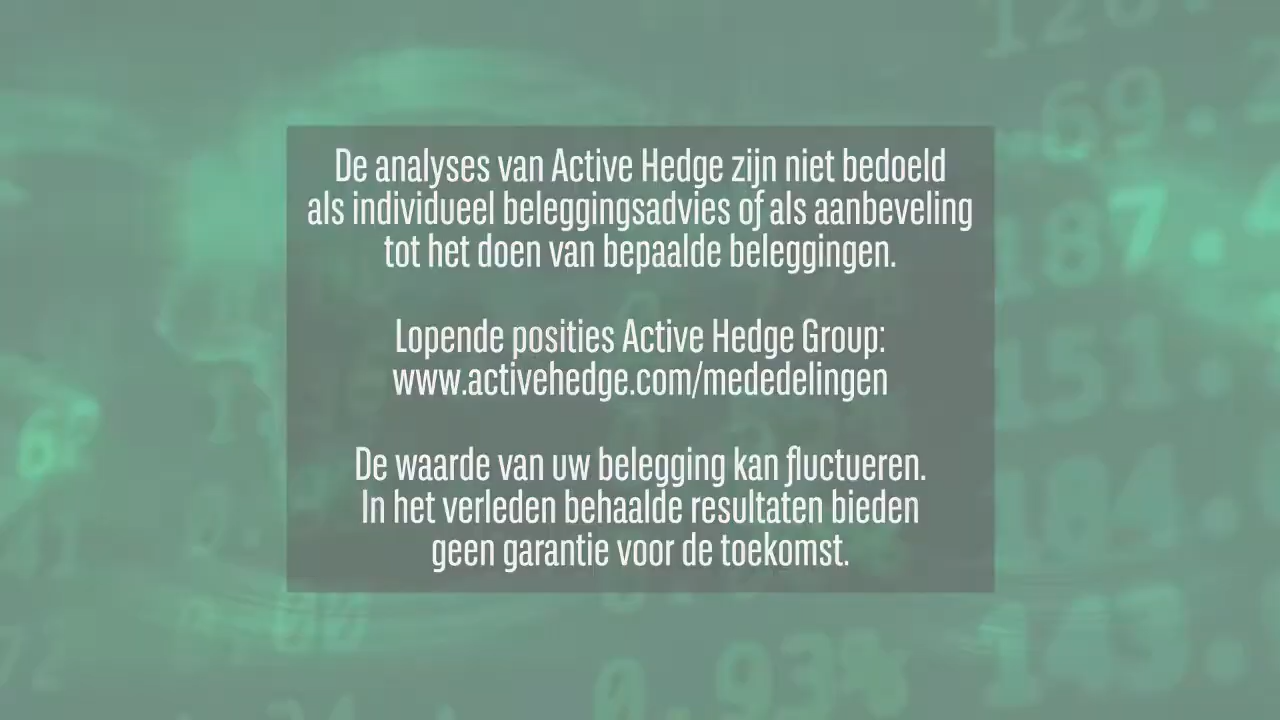 De analyses van Active Hedge zijn niet bedoeld
als individueel beleggingsadvies of als aanbeveling
tot het doen van bepaalde beleggingen.
Lopende posities Active Hedge Group:
www.activehedge.com/mededelingen
De waarde van uw belegging kan fluctueren.
In het verleden behaalde resultaten bieden
geen garantie voor de toekomst.